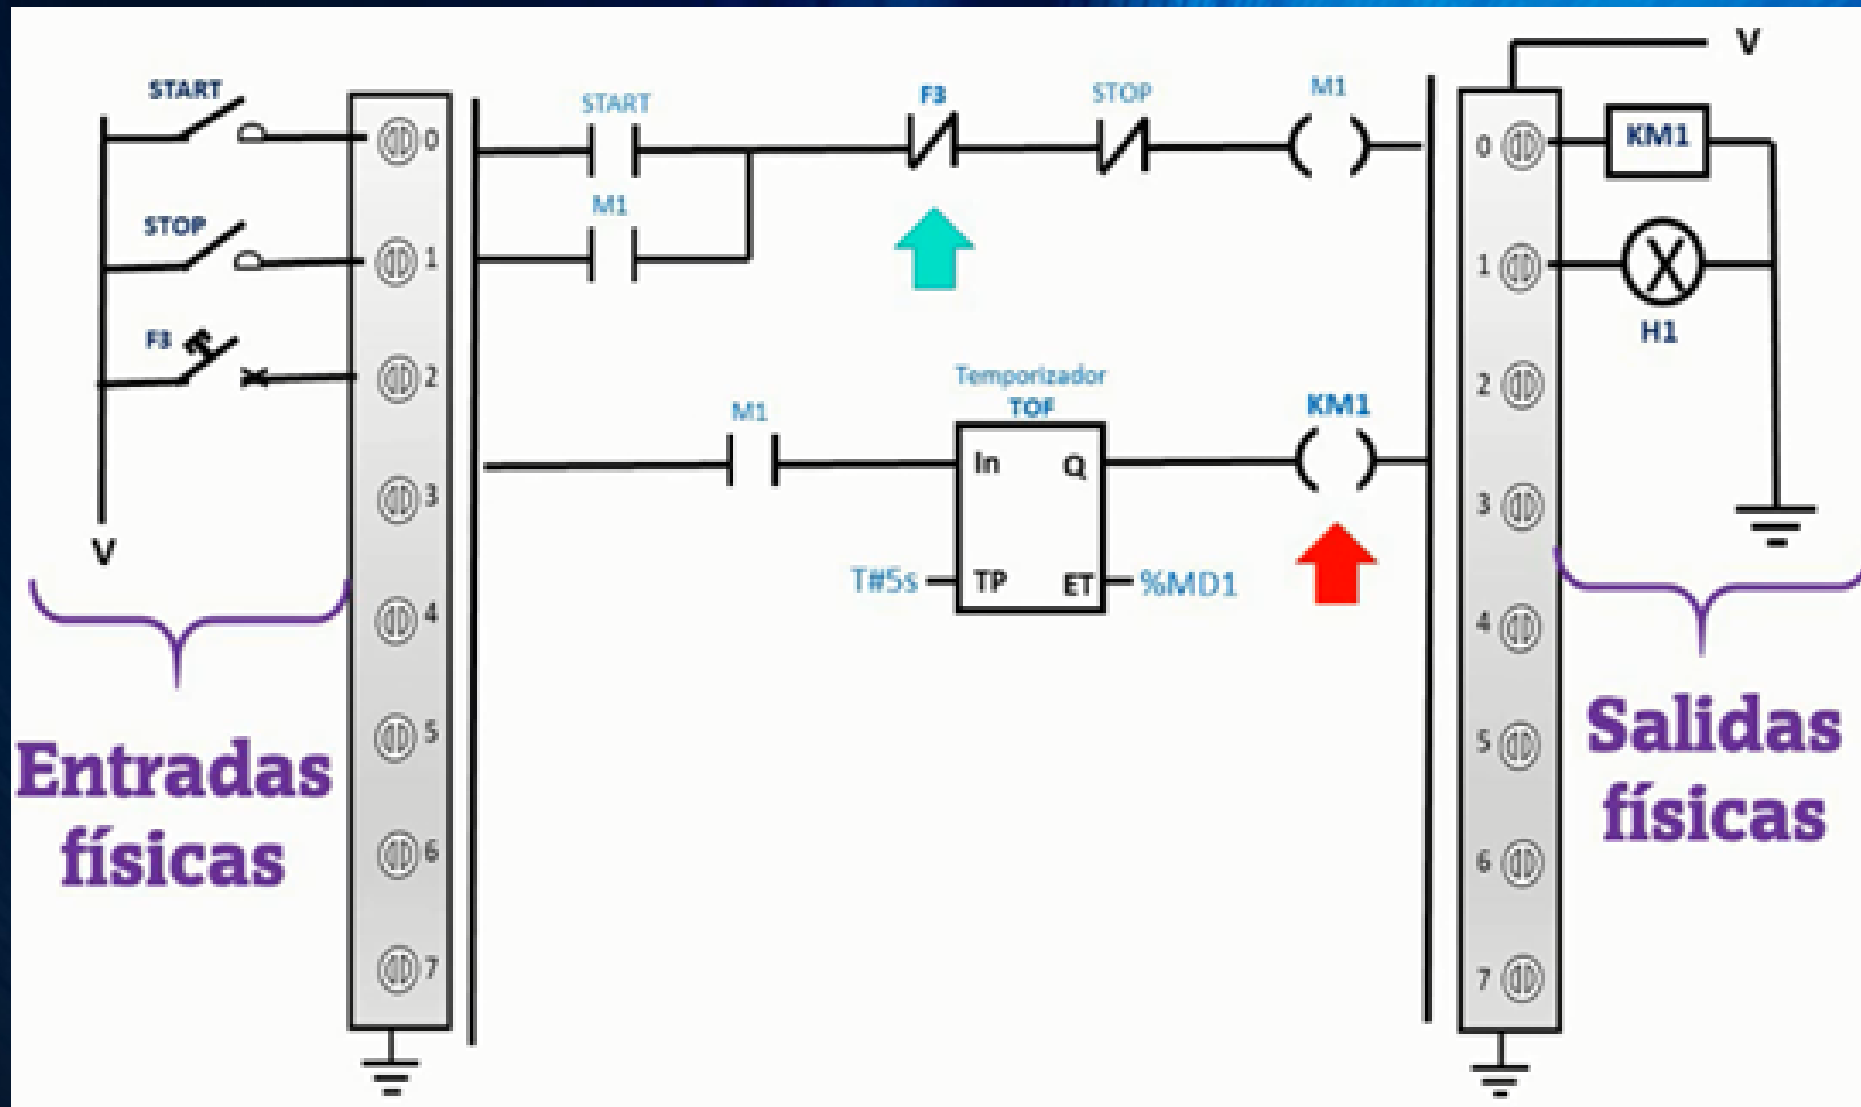 START
STOP
F3
V
0
1
2
3
4
5
6
7
Entradas
físicas
START
F3
STOP
M1
M1
M1
Temporizador
TOF
In
Q
T#5s
TP
ET
%MD1
KM1
V
0
1
2
3
4
5
6
7
KM1
X
H1
Salidas
físicas